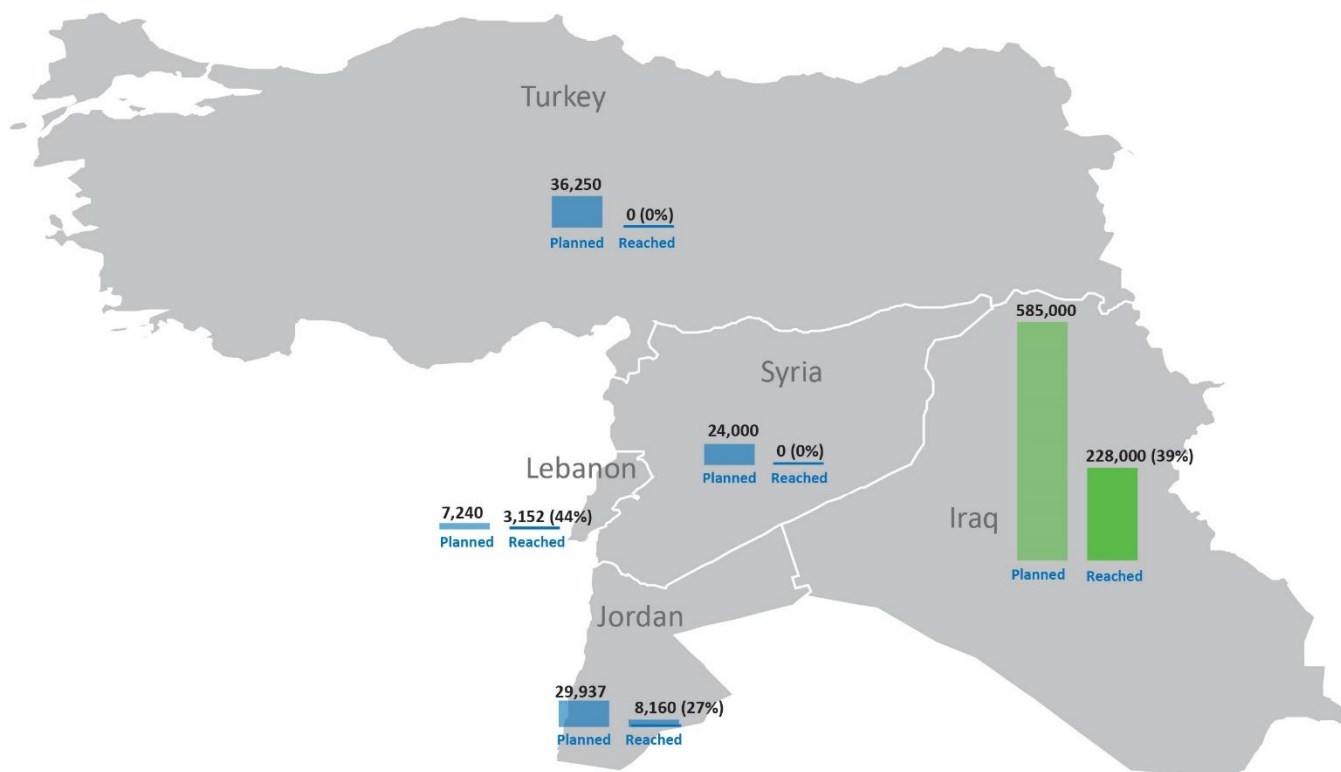 Turkey
36,250
0 (0%)
Planned
Reached
585,000
Syria
24,000
0 (0%)
Planned
Reached
228,000 (39%)
Lebanon
7,240
3,152 (44%)
Planned
Reached
Iraq
Planned
Reached
Jordan
29,937
8,160 (27%)
Planned
Reached